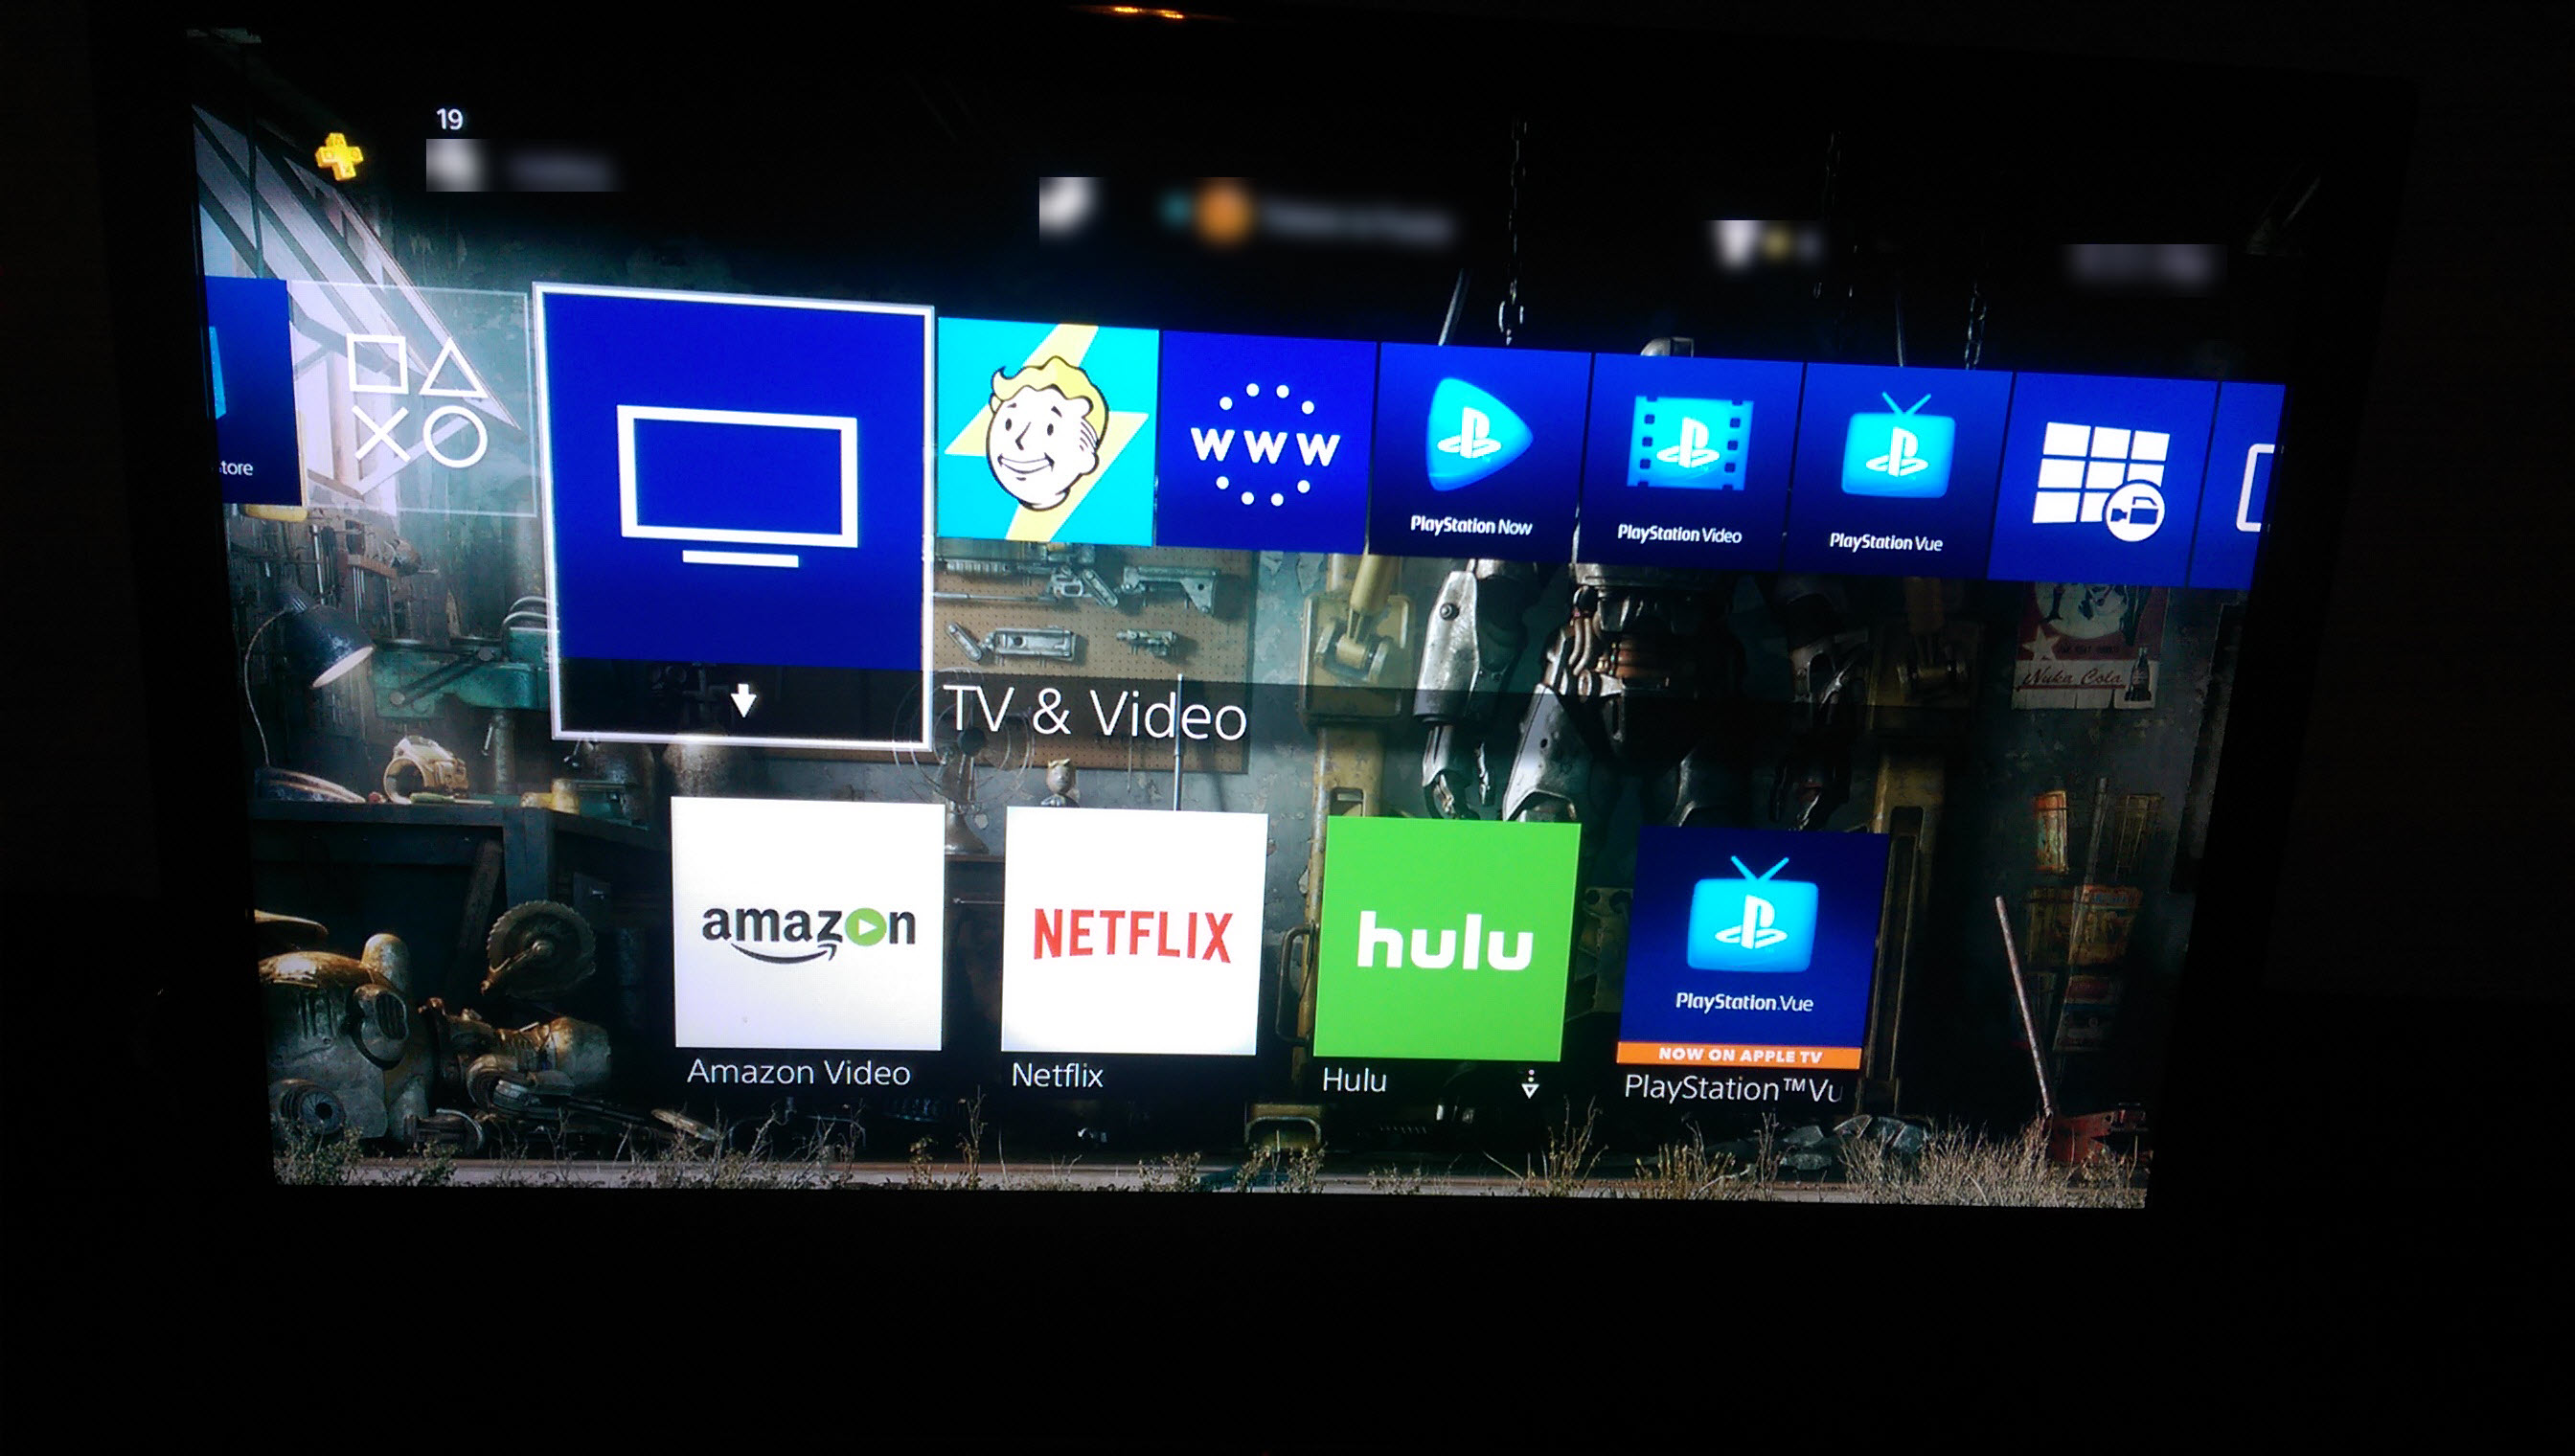 19
tore
WWW
PlayStation Now
PlayStation Video
PlayStation Vue
TV & Video
Nuka Cola
amazon
NETFLIX
hulu
PlayStation Vue
NOW ON APPLE TV
Amazon Video
Netflix
Hulu
PlayStation™Vu